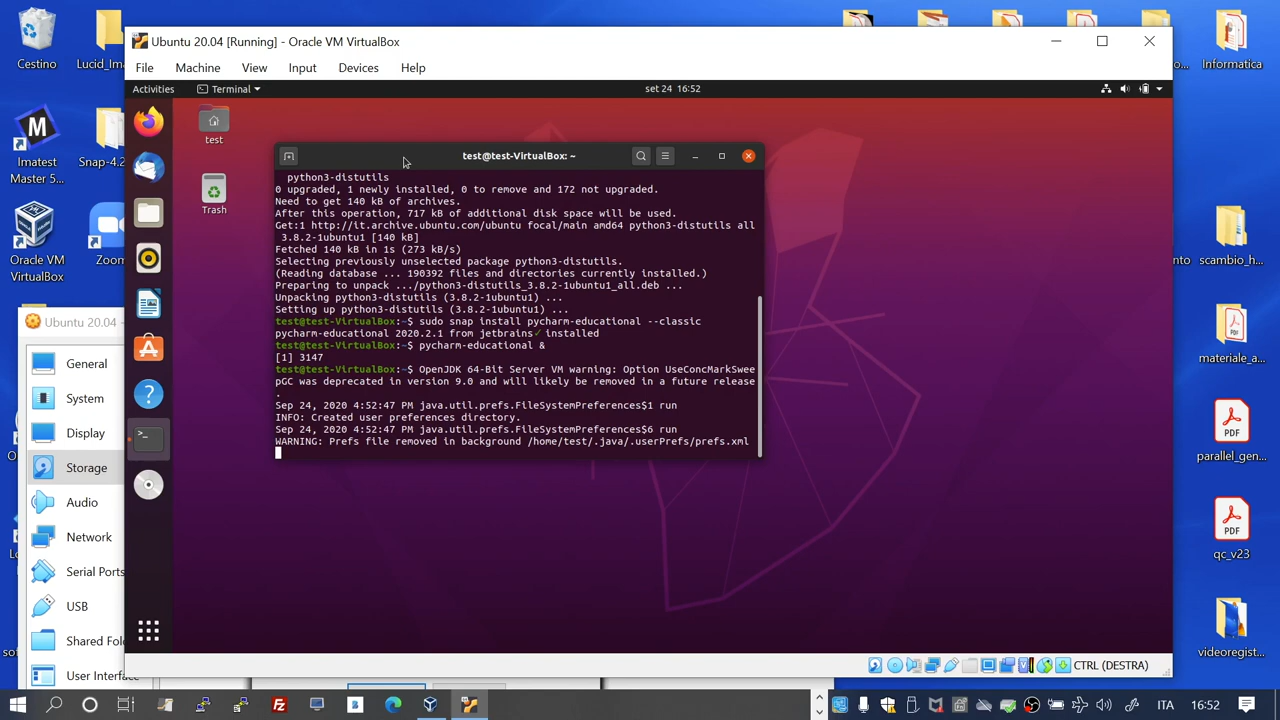 Ubuntu 20.04 [Running] - Oracle VM VirtualBox
File Machine View Input Devices Help
Activities Terminal set 24 16:52
Cestino
Imatest
Master 5...
Snap-4.2
Oracle VM
VirtualBox
test
Trash
test@test-VirtualBox: ~
python3-distutils
0 upgraded, 1 newly installed, 0 to remove and 172 not upgraded.
Need to get 140 kB of archives.
After this operation, 717 kB of additional disk space will be used.
Get:1 http://it.archive.ubuntu.com/ubuntu focal/main amd64 python3-distutils all
3.8.2-1ubuntu1 [140 kB]
Fetched 140 kB in 1s (273 kB/s)
Selecting previously unselected package python3-distutils.
(Reading database ... 190392 files and directories currently installed.)
Preparing to unpack .../python3-distutils_3.8.2-1ubuntu1_all.deb ...
Unpacking python3-distutils (3.8.2-1ubuntu1) ...
Setting up python3-distutils (3.8.2-1ubuntu1) ...
test@test-VirtualBox:~$ sudo snap install pycharm-educational --classic
pycharm-educational 2020.2.1 from jetbrains✓ installed
test@test-VirtualBox:~$ pycharm-educational &
[1] 3147
test@test-VirtualBox:~$ OpenJDK 64-Bit Server VM warning: Option UseConcMarkSwee
pGC was deprecated in version 9.0 and will likely be removed in a future release
.
Sep 24, 2020 4:52:47 PM java.util.prefs.FileSystemPreferences$1 run
INFO: Created user preferences directory.
Sep 24, 2020 4:52:47 PM java.util.prefs.FileSystemPreferences$6 run
WARNING: Prefs file removed in background /home/test/.java/.userPrefs/prefs.xml
Ubuntu 20.04 -
General
System
Display
Storage
Audio
Network
Serial Ports
USB
Shared Fol
User Interface
CTRL (DESTRA)
Informatica
scambio_h...
materiale_a...
PDF
parallel_gen...
PDF
qc_v23
videoregist...
ITA 16:52